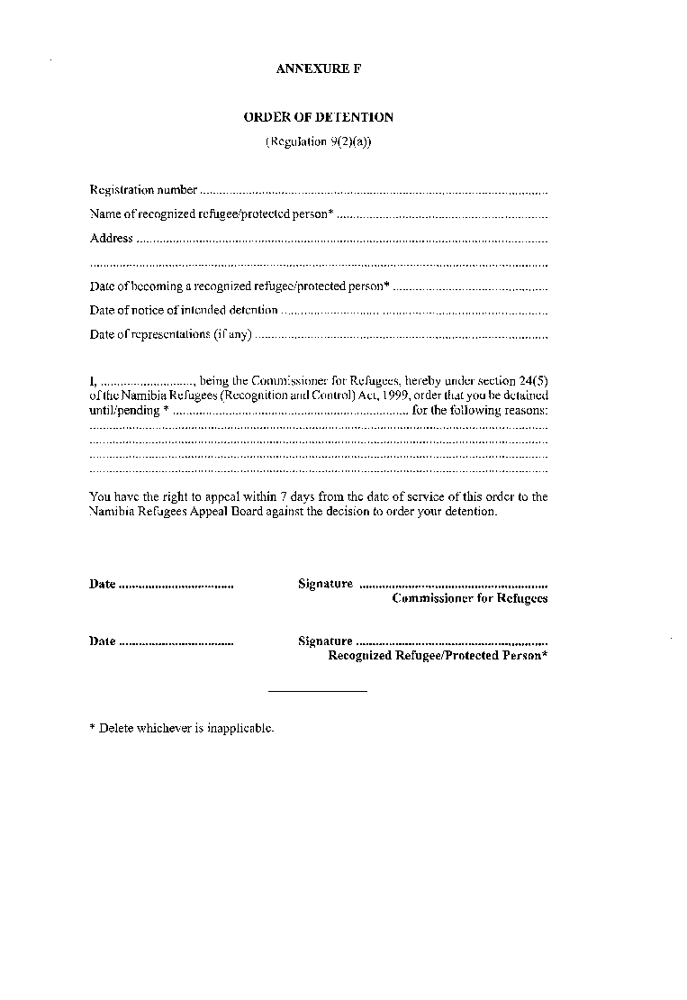 ANNEXURE F
ORDER OF DETENTION
(Regulation 9(2)(a))
Registration number ..........
Name of recognized refugee/protected person* ..........
Address ..........
..........
Date of becoming a recognized refugee/protected person* ..........
Date of notice of intended detention ..........
Date of representations (if any) ..........
I, .........., being the Commissioner for Refugees, hereby under section 24(5)
of the Namibia Refugees (Recognition and Control) Act, 1999, order that you be detained
until/pending * .......... for the following reasons:
..........
..........
..........
..........
You have the right to appeal within 7 days from the date of service of this order to the
Namibia Refugees Appeal Board against the decision to order your detention.
Date .......... Signature ..........
Commissioner for Refugees
Date .......... Signature ..........
Recognized Refugee/Protected Person*
* Delete whichever is inapplicable.